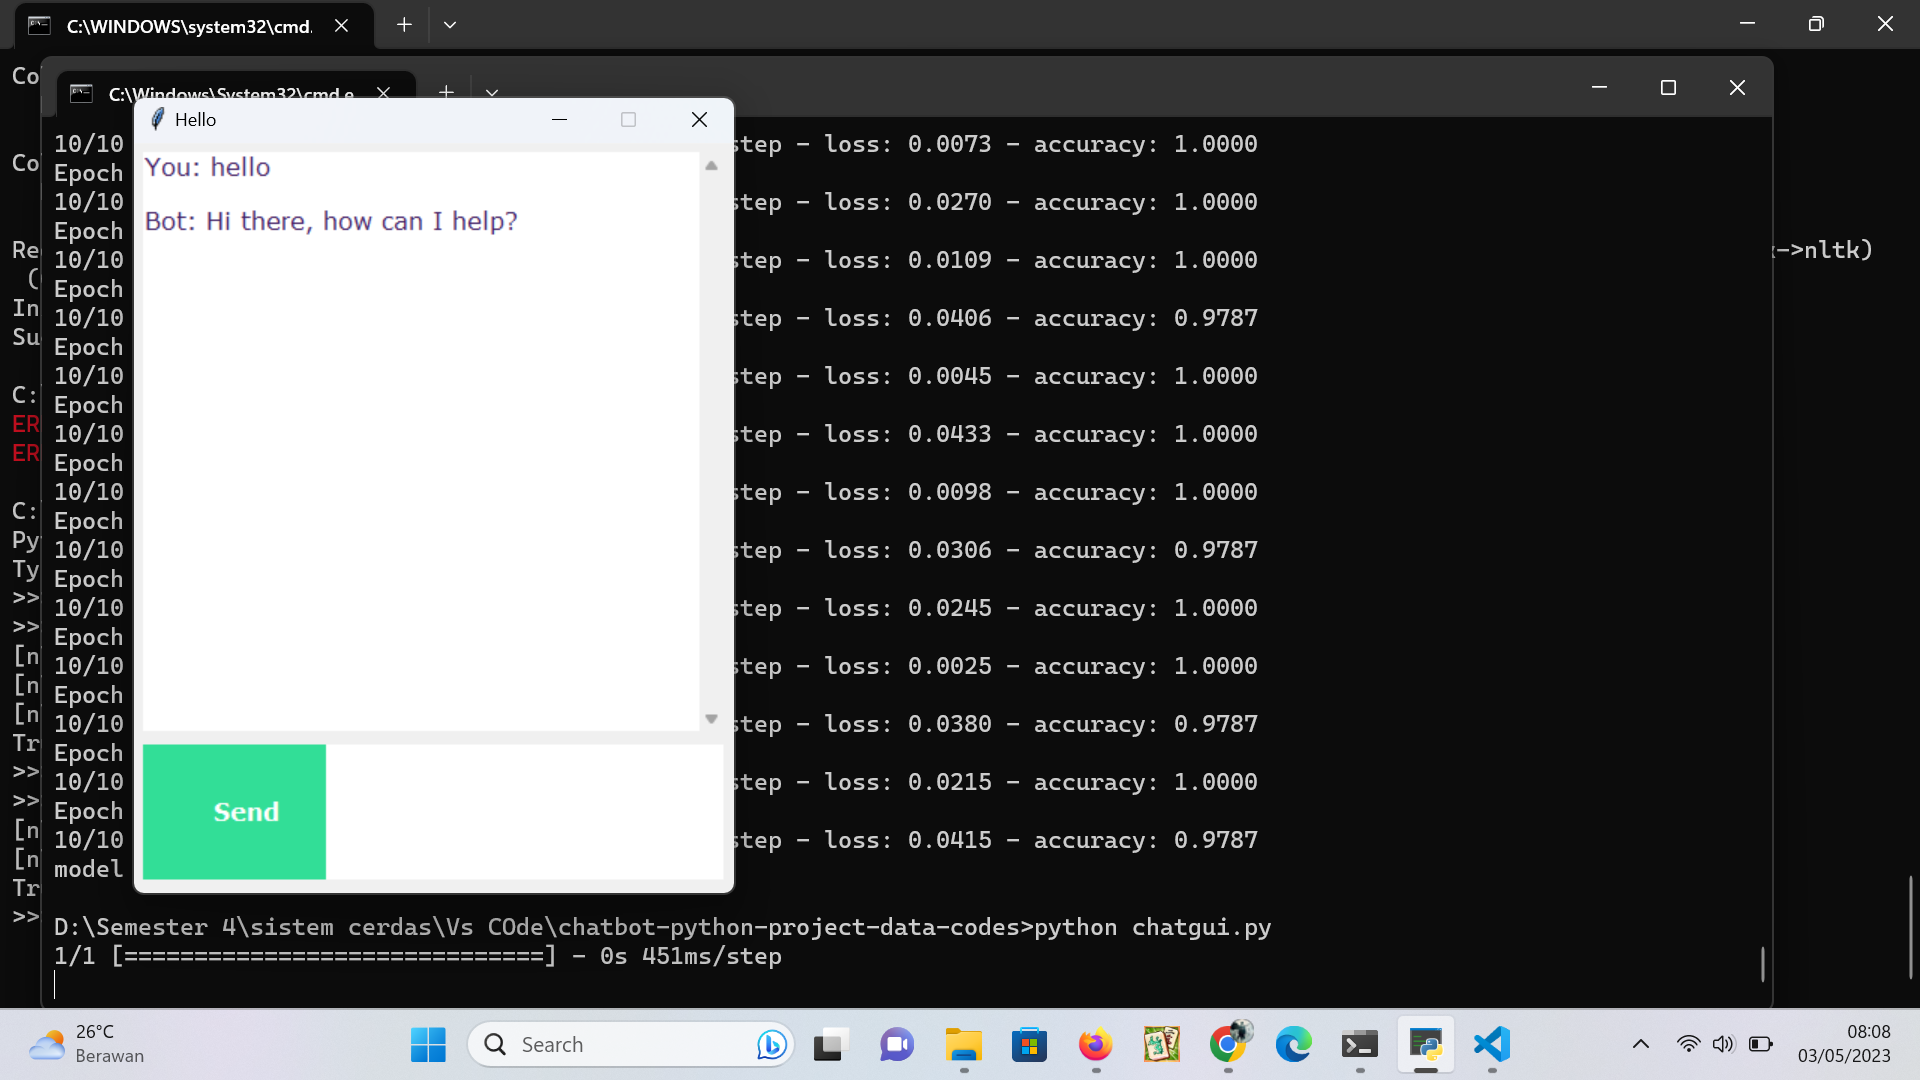 C:\WINDOWS\system32\cmd.
C:\Windows\System32\cmd.e
Hello
You: hello
Bot: Hi there, how can I help?
Send
10/10 step - loss: 0.0073 - accuracy: 1.0000
Epoch
10/10 step - loss: 0.0270 - accuracy: 1.0000
Epoch
10/10 step - loss: 0.0109 - accuracy: 1.0000
Epoch
10/10 step - loss: 0.0406 - accuracy: 0.9787
Epoch
10/10 step - loss: 0.0045 - accuracy: 1.0000
Epoch
10/10 step - loss: 0.0433 - accuracy: 1.0000
Epoch
10/10 step - loss: 0.0098 - accuracy: 1.0000
Epoch
10/10 step - loss: 0.0306 - accuracy: 0.9787
Epoch
10/10 step - loss: 0.0245 - accuracy: 1.0000
Epoch
10/10 step - loss: 0.0025 - accuracy: 1.0000
Epoch
10/10 step - loss: 0.0380 - accuracy: 0.9787
Epoch
10/10 step - loss: 0.0215 - accuracy: 1.0000
Epoch
10/10 step - loss: 0.0415 - accuracy: 0.9787
model
D:\Semester 4\sistem cerdas\Vs COde\chatbot-python-project-data-codes>python chatgui.py
1/1 [==============================] - 0s 451ms/step
Co
Co
Re
->nltk)
(
In
Su
C:
ER
ER
C:
Py
Ty
>>
>>
[n
[n
[n
Tr
>>
>>
[n
[n
Tr
>>
26°C
Berawan
Search
08:08
03/05/2023